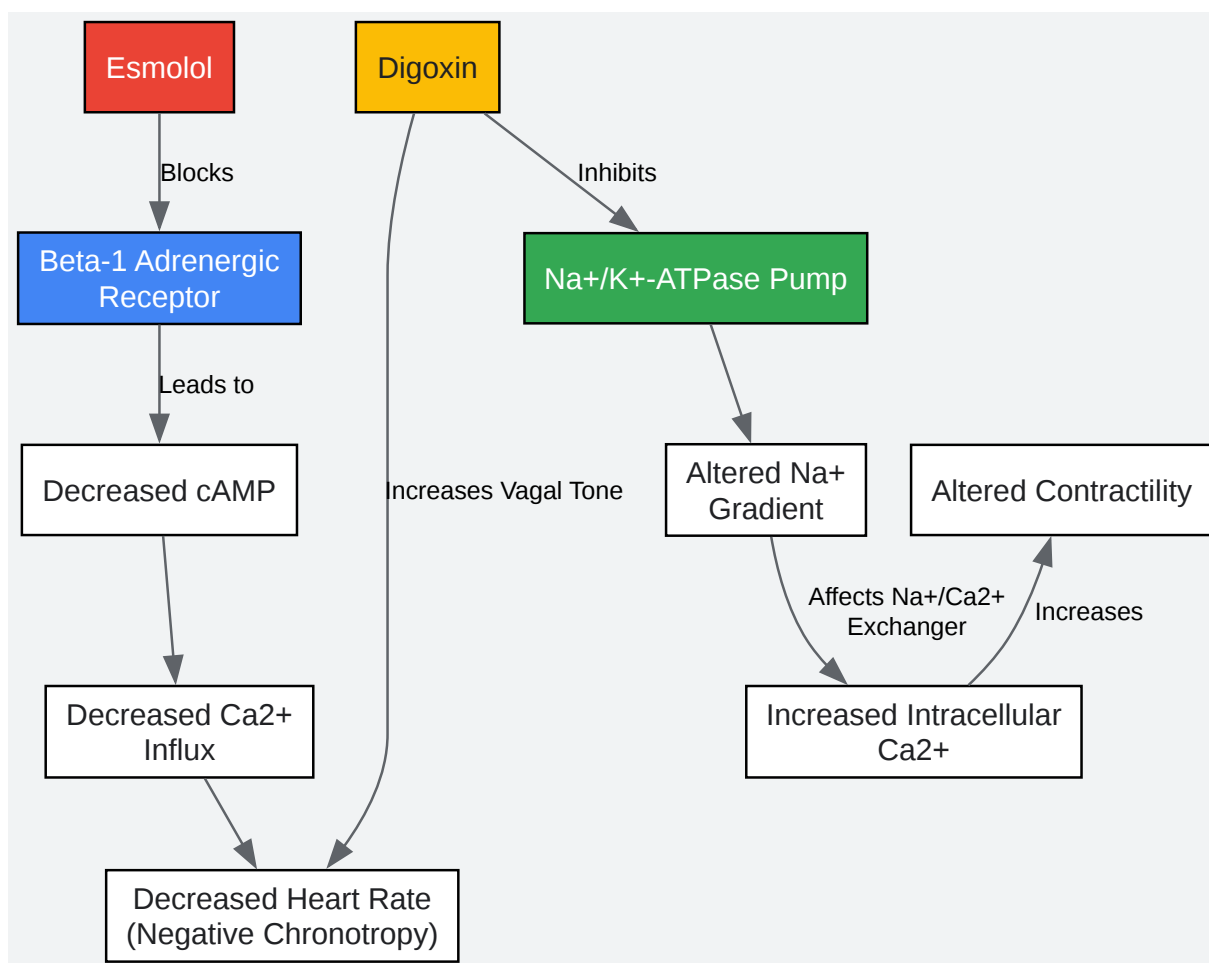 Esmolol
Digoxin
Blocks
Inhibits
Beta-1 Adrenergic
Receptor
Na+/K+-ATPase Pump
Leads to
Decreased cAMP
Increases Vagal Tone
Altered Na+
Gradient
Altered Contractility
Affects Na+/Ca2+
Exchanger
Increases
Decreased Ca2+
Influx
Increased Intracellular
Ca2+
Decreased Heart Rate
(Negative Chronotropy)